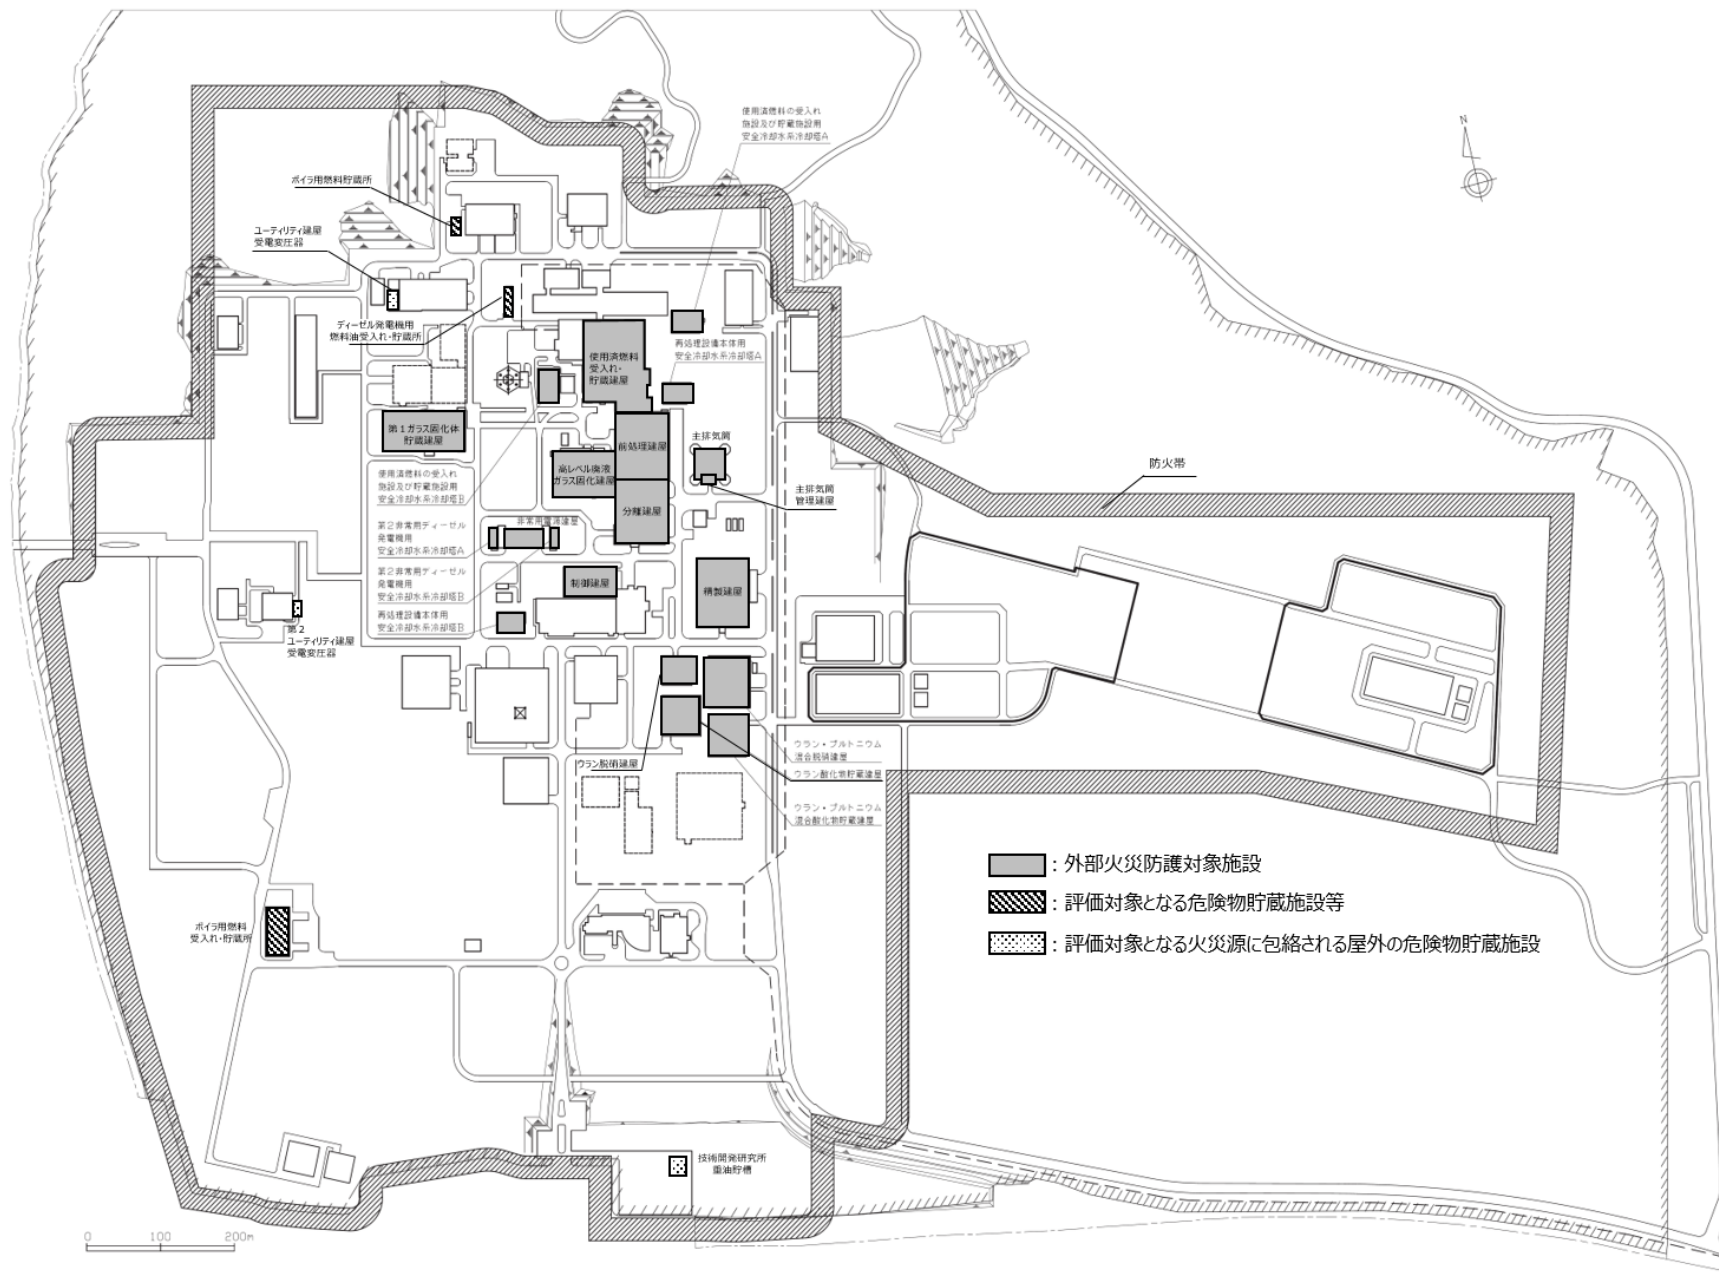 使用済燃料の受入れ
施設及び貯蔵施設用
安全冷却水系冷却塔A
N
ボイラ用燃料貯蔵所
ユーティリティ建屋
受電変圧器
ディーゼル発電機用
燃料油受入れ・貯蔵所
再処理設備本体用
安全冷却水系冷却塔A
使用済燃料
受入れ・
貯蔵建屋
第1ガラス固化体
貯蔵建屋
前処理建屋
主排気筒
高レベル廃液
ガラス固化建屋
防火帯
使用済燃料の受入れ
施設及び貯蔵施設用
安全冷却水系冷却塔B
主排気筒
管理建屋
分離建屋
非常用電源建屋
第2非常用ディーゼル
発電機用
安全冷却水系冷却塔A
第2非常用ディーゼル
発電機用
安全冷却水系冷却塔B
制御建屋
精製建屋
再処理設備本体用
安全冷却水系冷却塔B
第2
ユーティリティ建屋
受電変圧器
ウラン・プルトニウム
混合脱硝建屋
ウラン脱硝建屋
ウラン酸化物貯蔵建屋
ウラン・プルトニウム
混合酸化物貯蔵建屋
：外部火災防護対象施設
：評価対象となる危険物貯蔵施設等
：評価対象となる火災源に包絡される屋外の危険物貯蔵施設
ボイラ用燃料
受入れ・貯蔵所
技術開発研究所
重油貯槽
0 100 200m